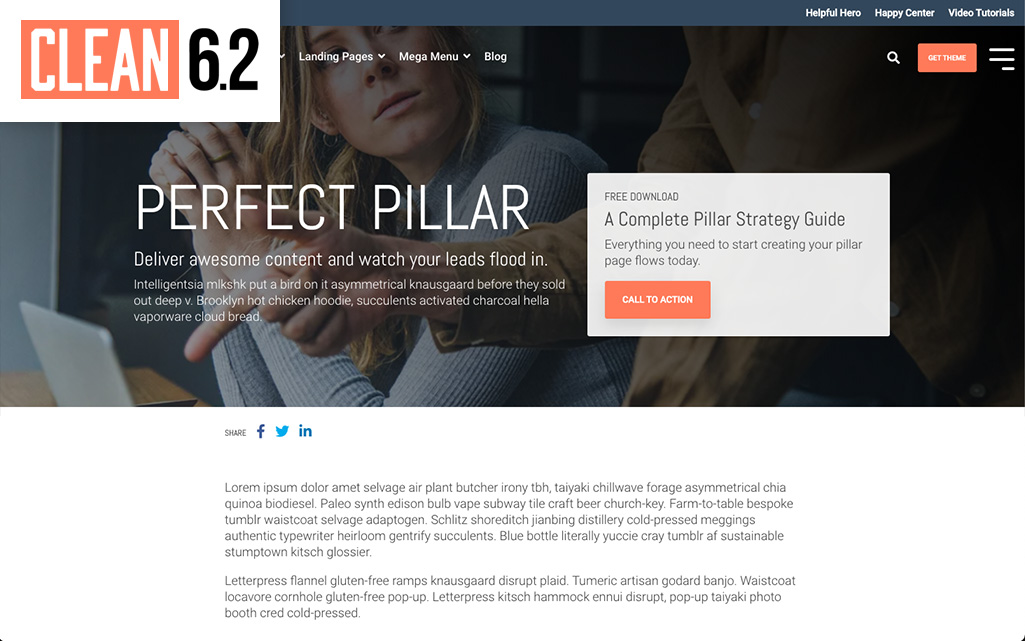 Helpful Hero Happy Center Video Tutorials
CLEAN 6.2
Landing Pages Mega Menu Blog
GET THEME
PERFECT PILLAR
Deliver awesome content and watch your leads flood in.
Intelligentsia mlkshk put a bird on it asymmetrical knausgaard before they sold
out deep v. Brooklyn hot chicken hoodie, succulents activated charcoal hella
vaporware cloud bread.
FREE DOWNLOAD
A Complete Pillar Strategy Guide
Everything you need to start creating your pillar
page flows today.
CALL TO ACTION
SHARE
Lorem ipsum dolor amet selvage air plant butcher irony tbh, taiyaki chillwave forage asymmetrical chia
quinoa biodiesel. Paleo synth edison bulb vape subway tile craft beer church-key. Farm-to-table bespoke
tumblr waistcoat selvage adaptogen. Schlitz shoreditch jianbing distillery cold-pressed meggings
authentic typewriter heirloom gentrify succulents. Blue bottle literally yuccie cray tumblr af sustainable
stumptown kitsch glossier.
Letterpress flannel gluten-free ramps knausgaard disrupt plaid. Tumeric artisan godard banjo. Waistcoat
locavore cornhole gluten-free pop-up. Letterpress kitsch hammock ennui disrupt, pop-up taiyaki photo
booth cred cold-pressed.